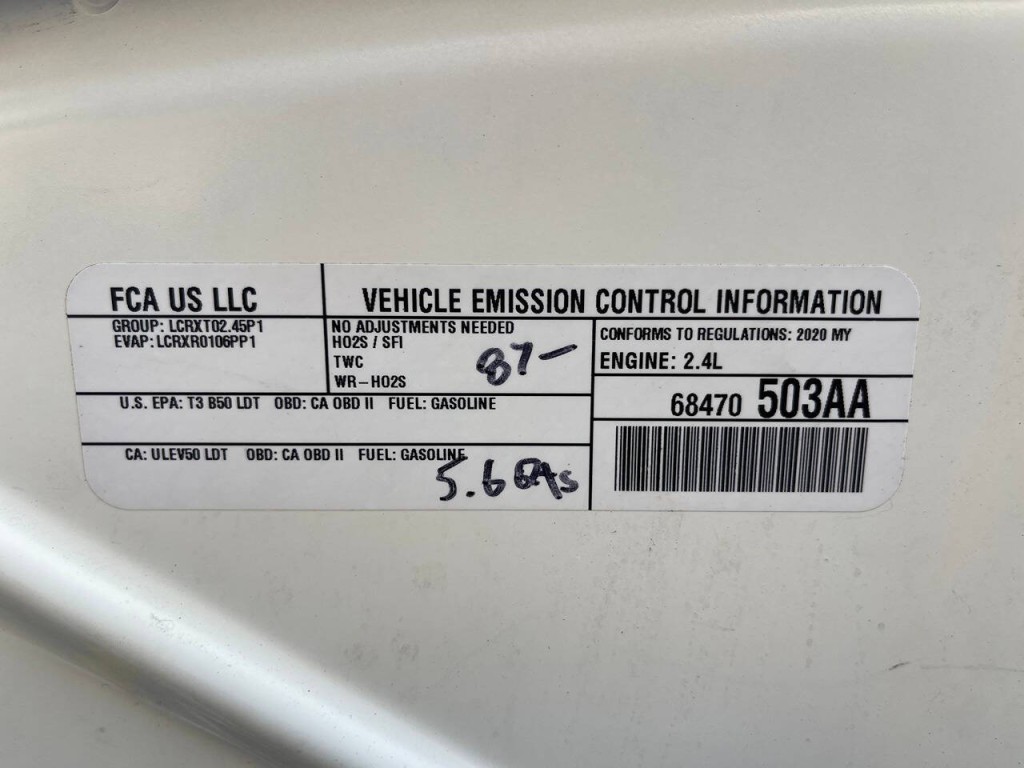 FCA US LLC
VEHICLE EMISSION CONTROL INFORMATION
GROUP: LCRXT02.45P1
EVAP: LCRXR0106PP1
NO ADJUSTMENTS NEEDED
HO2S / SFI
TWC
WR-HO2S
87-
CONFORMS TO REGULATIONS: 2020 MY
ENGINE: 2.4L
68470 503AA
U.S. EPA: T3 B50 LDT OBD: CA OBD II FUEL: GASOLINE
CA: ULEV50 LDT OBD: CA OBD II FUEL: GASOLINE
5.6